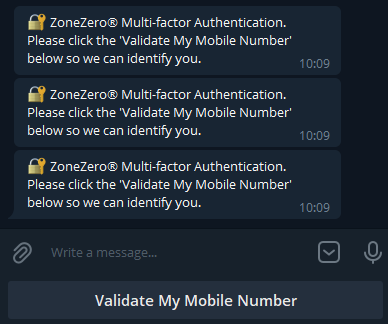 🔐 ZoneZero® Multi-factor Authentication.
Please click the 'Validate My Mobile Number'
below so we can identify you.
10:09
🔐 ZoneZero® Multi-factor Authentication.
Please click the 'Validate My Mobile Number'
below so we can identify you.
10:09
🔐 ZoneZero® Multi-factor Authentication.
Please click the 'Validate My Mobile Number'
below so we can identify you.
10:09
Write a message...
Validate My Mobile Number